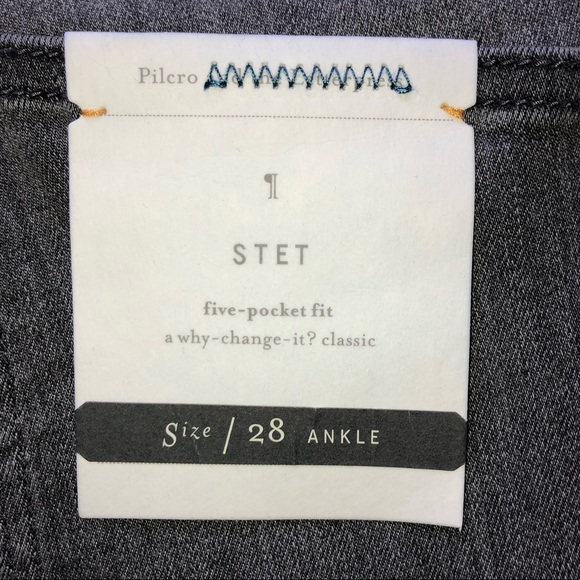 Pilcro
¶
STET
five-pocket fit
a why-change-it? classic
Size / 28 ANKLE